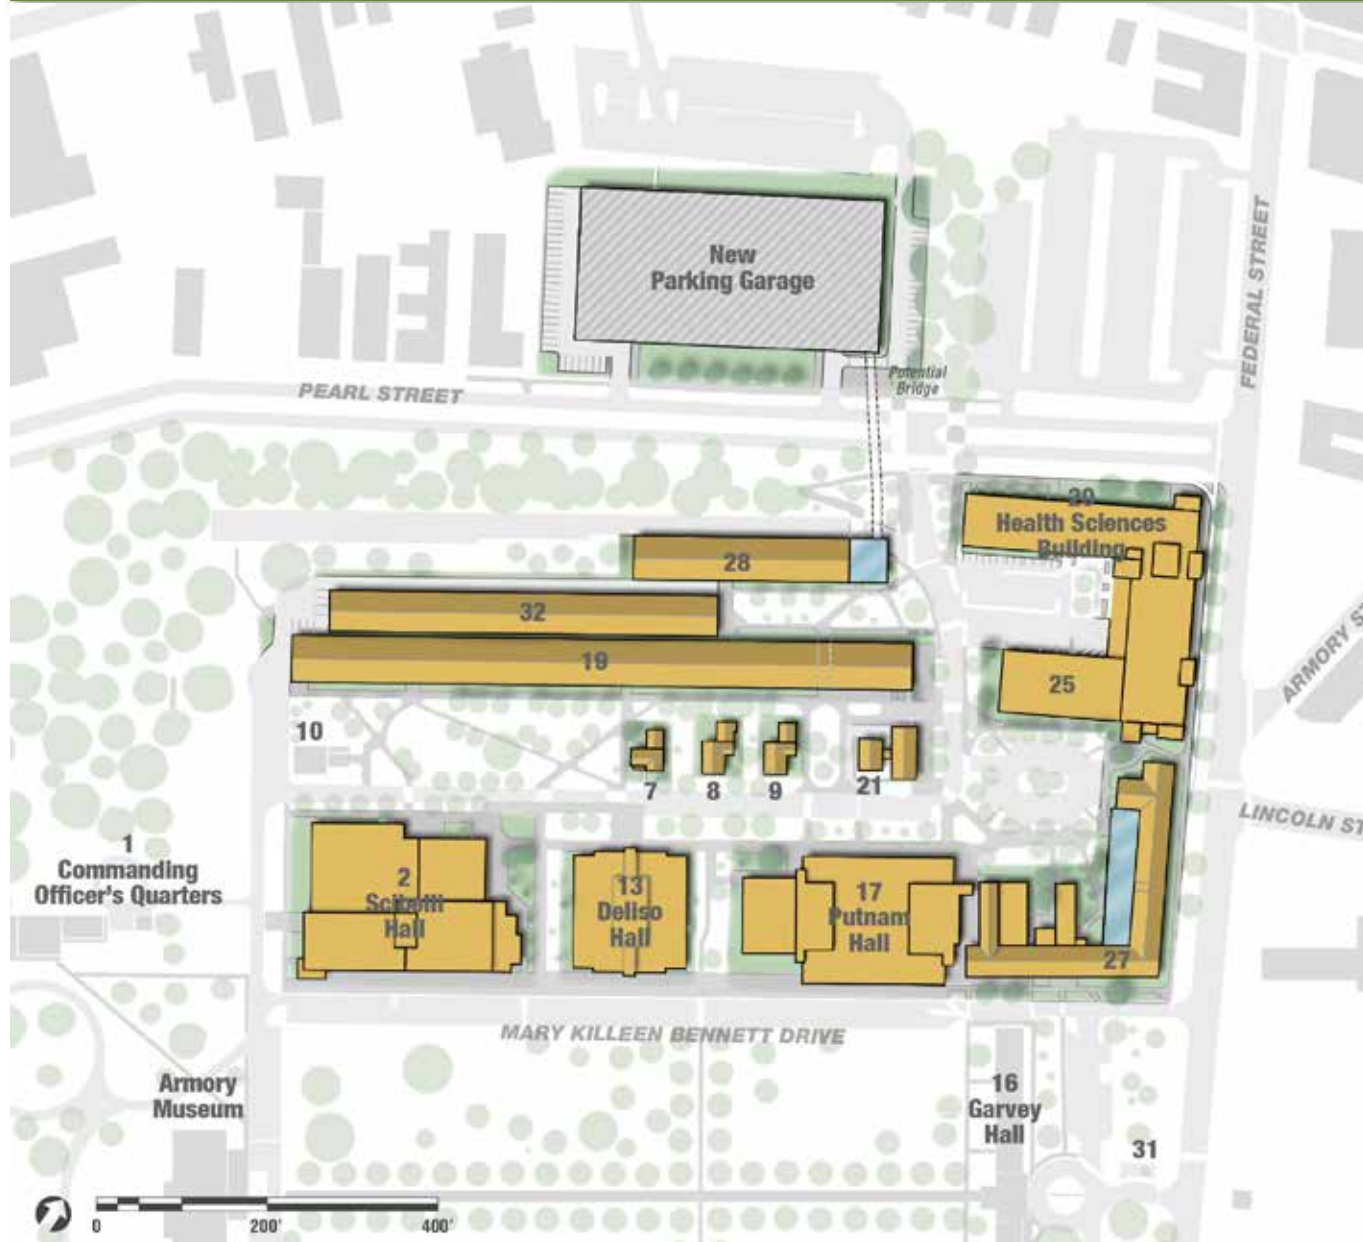 New
Parking Garage
FEDERAL STREET
Potential
Bridge
PEARL STREET
Health Sciences
Building
28
32
19
25
ARMORY S
10
7
8
9
21
LINCOLN ST
1
Commanding
Officer's Quarters
2
Scibelli
Hall
13
Deliso
Hall
17
Putnam
Hall
27
MARY KILLEEN BENNETT DRIVE
Armory
Museum
16
Garvey
Hall
31
0
200'
400'